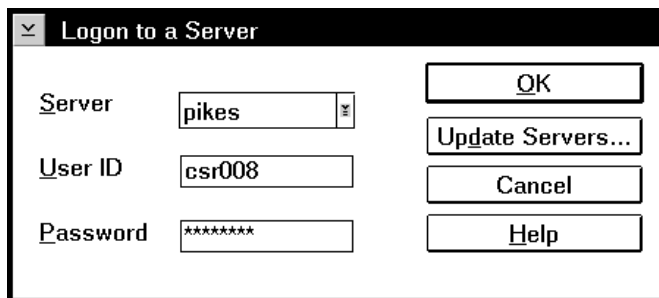 Logon to a Server
Server
pikes
User ID
csr008
Password
********
OK
Update Servers...
Cancel
Help